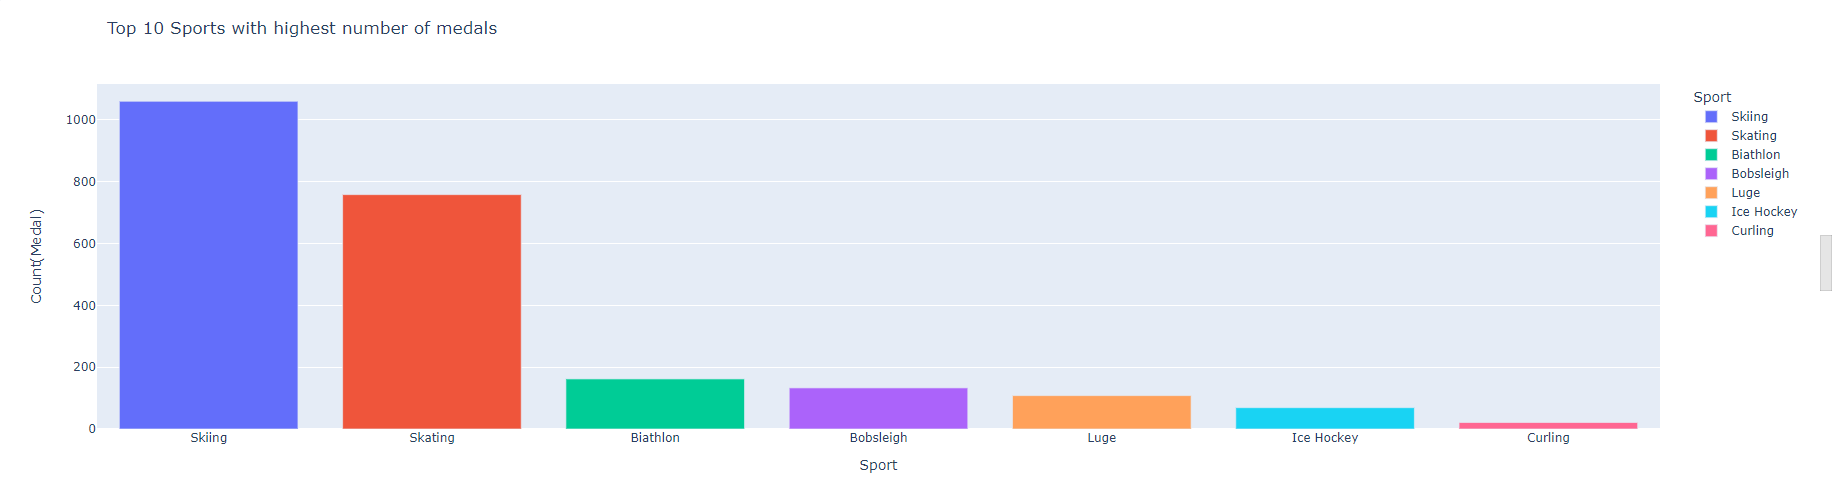 Top 10 Sports with highest number of medals
Count(Medal)
1000
800
600
400
200
0
Skiing
Skating
Biathlon
Bobsleigh
Luge
Ice Hockey
Curling
Sport
Sport
Skiing
Skating
Biathlon
Bobsleigh
Luge
Ice Hockey
Curling